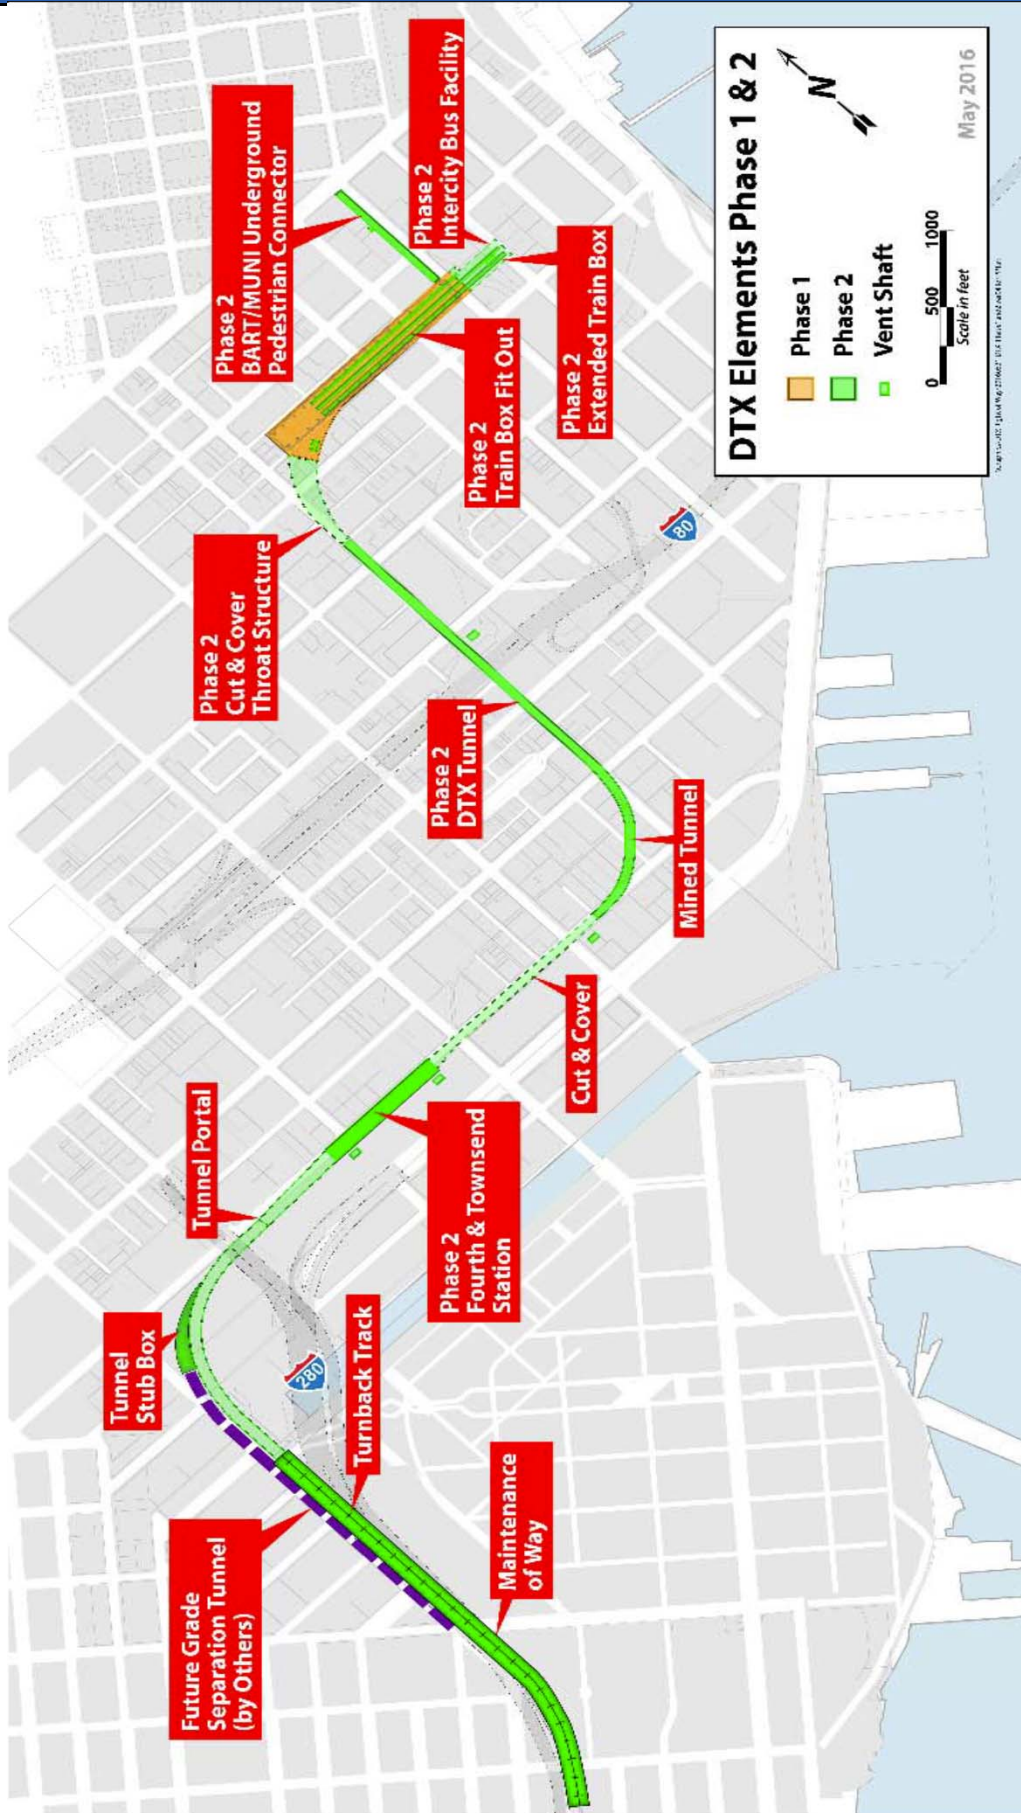 Future Grade
Separation Tunnel
(by Others)
Tunnel
Stub Box
Tunnel Portal
Phase 2
Cut & Cover
Throat Structure
Phase 2
BART/MUNI Underground
Pedestrian Connector
Phase 2
Intercity Bus Facility
280
Turnback Track
Maintenance
of Way
Phase 2
Fourth & Townsend
Station
Cut & Cover
Phase 2
DTX Tunnel
Mined Tunnel
80
Phase 2
Train Box Fit Out
Phase 2
Extended Train Box
DTX Elements Phase 1 & 2
Phase 1
Phase 2
Vent Shaft
N
0 500 1000
Scale in feet
May 2016